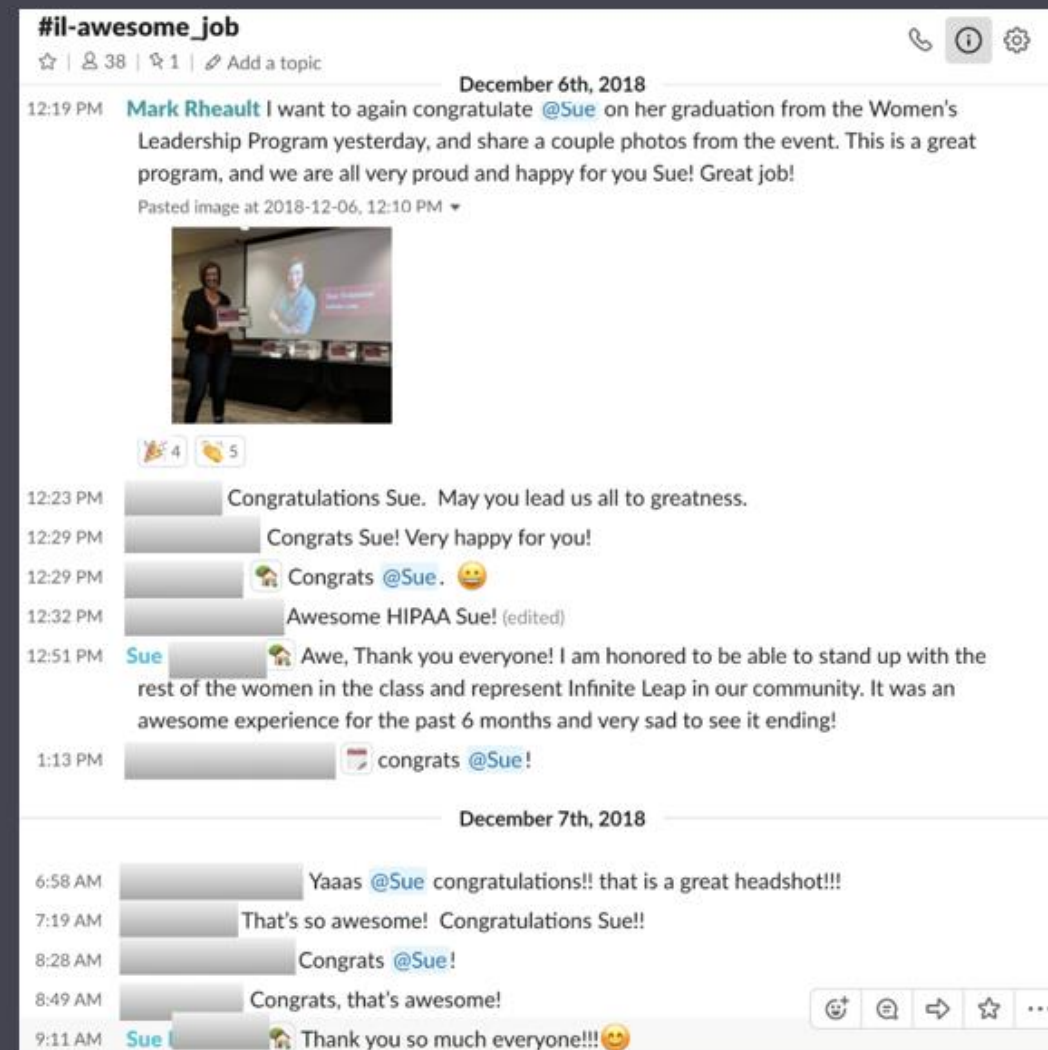 #il-awesome_job
38 | 1 | Add a topic
December 6th, 2018
12:19 PM Mark Rheault I want to again congratulate @Sue on her graduation from the Women's
Leadership Program yesterday, and share a couple photos from the event. This is a great
program, and we are all very proud and happy for you Sue! Great job!
Pasted image at 2018-12-06, 12:10 PM
4 5
12:23 PM Congratulations Sue. May you lead us all to greatness.
12:29 PM Congrats Sue! Very happy for you!
12:29 PM Congrats @Sue. 😀
12:32 PM Awesome HIPAA Sue! (edited)
12:51 PM Sue Awe, Thank you everyone! I am honored to be able to stand up with the
rest of the women in the class and represent Infinite Leap in our community. It was an
awesome experience for the past 6 months and very sad to see it ending!
1:13 PM congrats @Sue!
December 7th, 2018
6:58 AM Yaaas @Sue congratulations!! that is a great headshot!!!
7:19 AM That's so awesome! Congratulations Sue!!
8:28 AM Congrats @Sue!
8:49 AM Congrats, that's awesome!
9:11 AM Sue Thank you so much everyone!!!😊